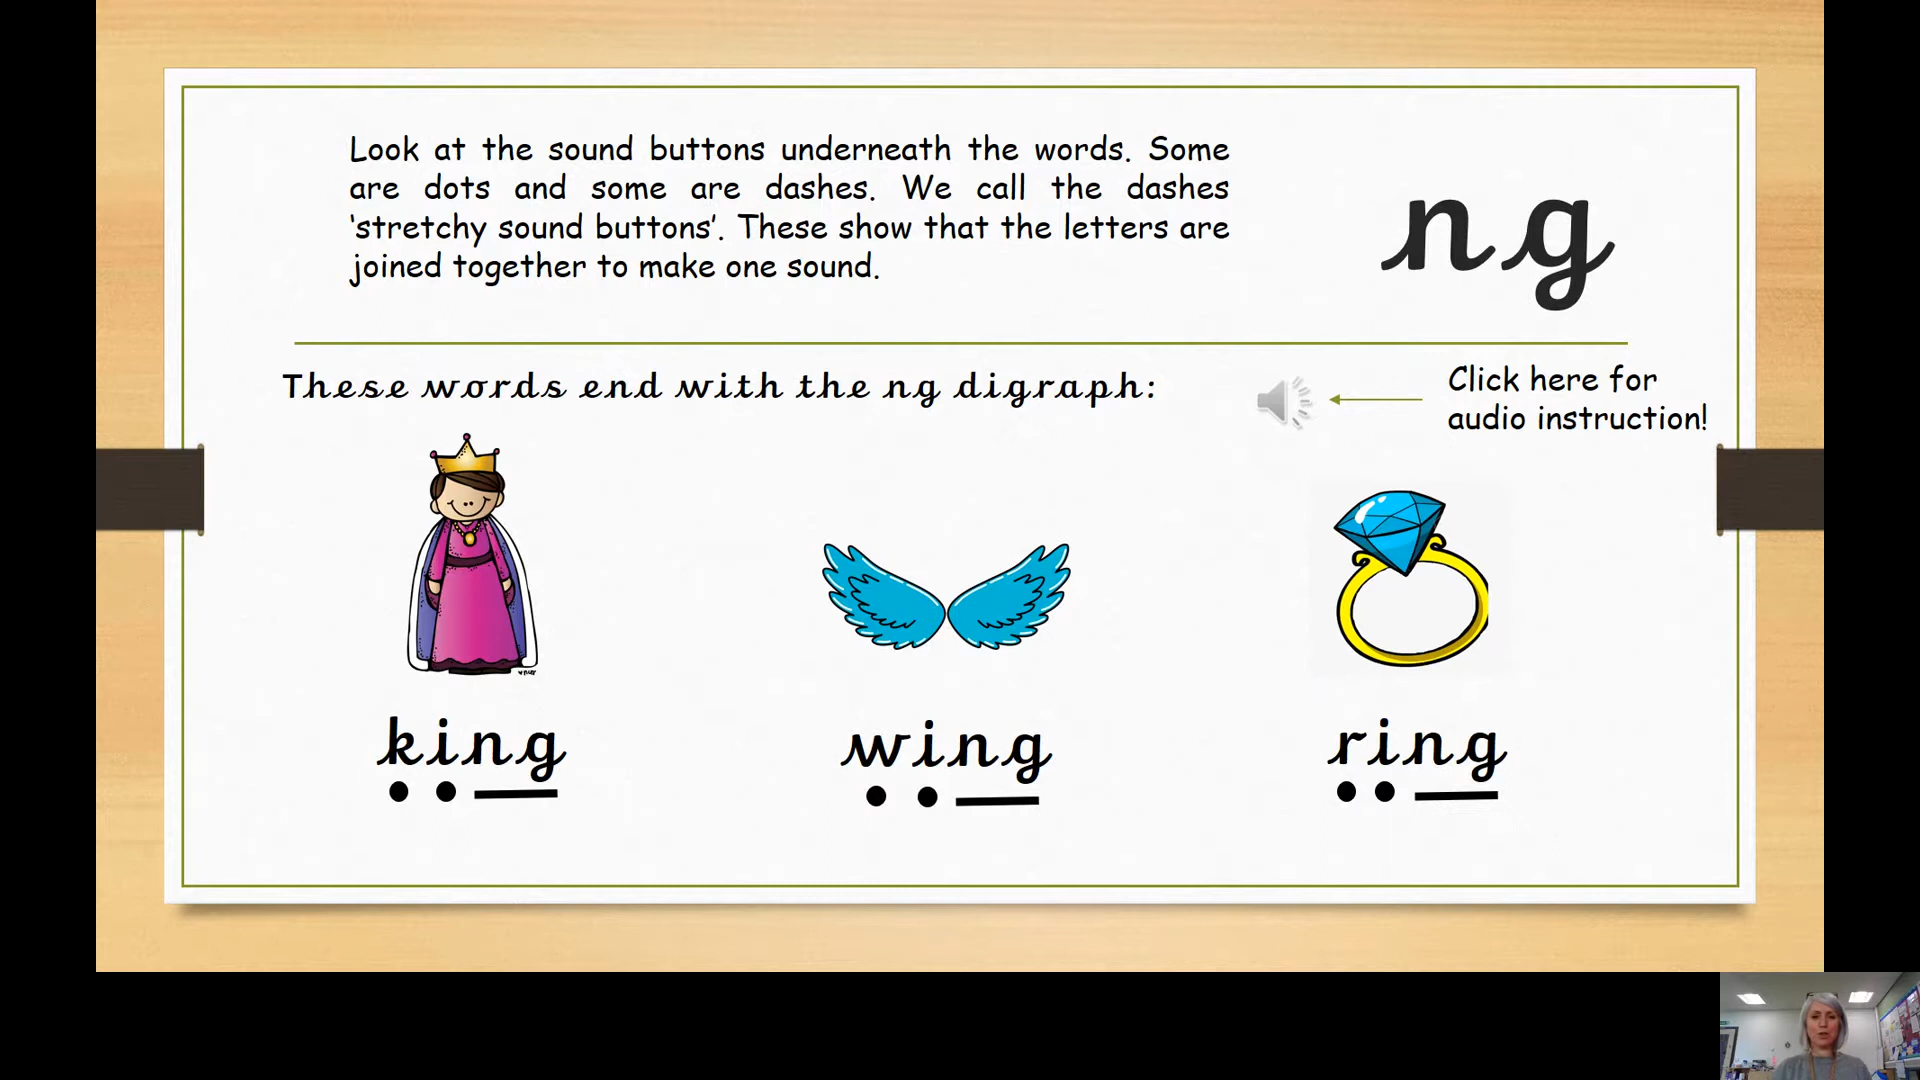 Look at the sound buttons underneath the words. Some
are dots and some are dashes. We call the dashes
‘stretchy sound buttons’. These show that the letters are
joined together to make one sound.
ng
These words end with the ng digraph:
Click here for
audio instruction!
king
wing
ring